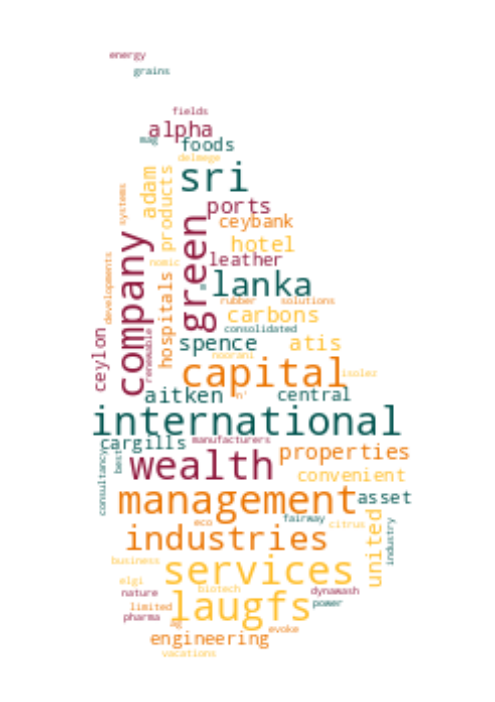 energy
grains
fields
alpha
mag
foods
delmege
sri
adam
products
systems
ports
ceybank
green
company
hotel
leather
nomic
lanka
developments
hospitals
rubber
solutions
carbons
consolidated
ceylon
renewable
spence
atis
noorani
capital
isolez
aitken
n'
central
international
cargills
manufacturers
properties
consultancy
best
wealth
convenient
management
asset
fairway
eco
citrus
industries
united
industry
business
services
elgi
biotech
nature
dynawash
limited
laugfs
power
pharma
ag
evoke
engineering
vacations